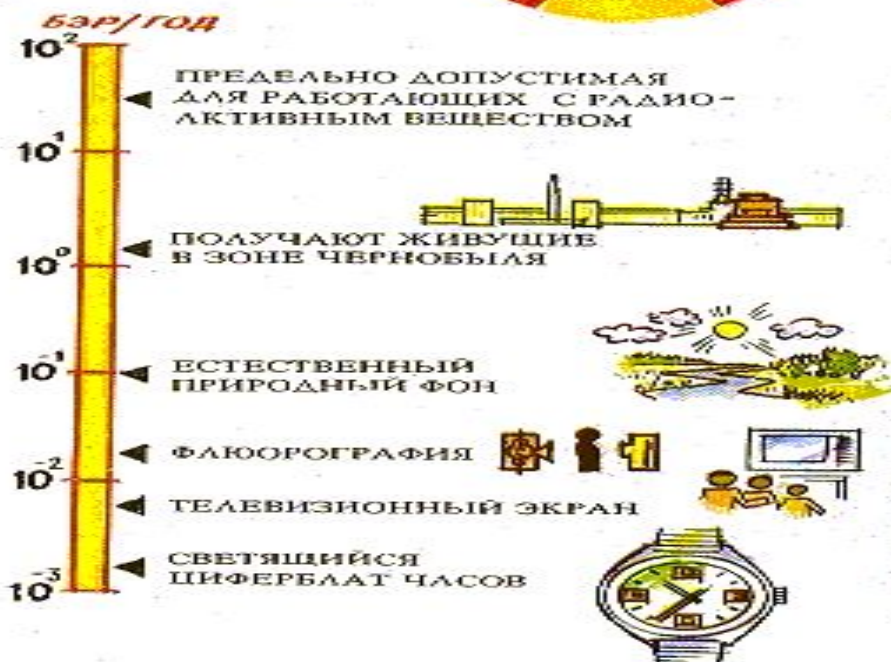 БЭР/ГОД
10²
ПРЕДЕЛЬНО ДОПУСТИМАЯ
ДЛЯ РАБОТАЮЩИХ С РАДИО-
АКТИВНЫМ ВЕЩЕСТВОМ
10¹
ПОЛУЧАЮТ ЖИВУЩИЕ
В ЗОНЕ ЧЕРНОБЫЛЯ
10⁰
10⁻¹
ЕСТЕСТВЕННЫЙ
ПРИРОДНЫЙ ФОН
ФЛЮОРОГРАФИЯ
10⁻²
ТЕЛЕВИЗИОННЫЙ ЭКРАН
СВЕТЯЩИЙСЯ
ЦИФЕРБЛАТ ЧАСОВ
10⁻³